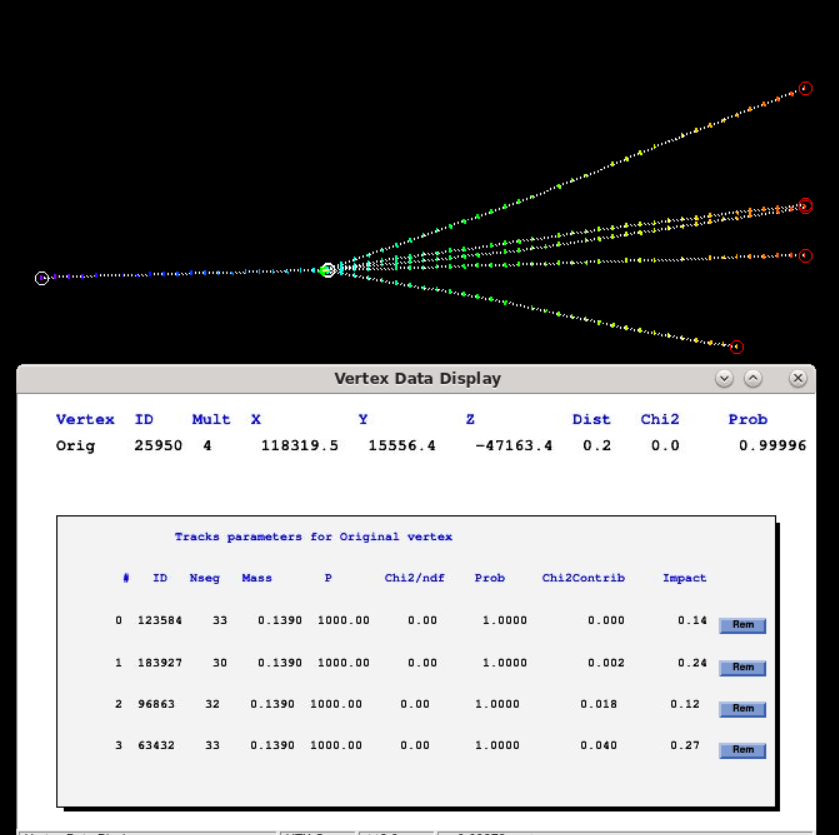 Vertex Data Display
Vertex ID Mult X Y Z Dist Chi2 Prob
Orig 25950 4 118319.5 15556.4 -47163.4 0.2 0.0 0.99996
Tracks parameters for Original vertex
# ID Nseg Mass P Chi2/ndf Prob Chi2Contrib Impact
0 123584 33 0.1390 1000.00 0.00 1.0000 0.000 0.14 Rem
1 183927 30 0.1390 1000.00 0.00 1.0000 0.002 0.24 Rem
2 96863 32 0.1390 1000.00 0.00 1.0000 0.018 0.12 Rem
3 63432 33 0.1390 1000.00 0.00 1.0000 0.040 0.27 Rem